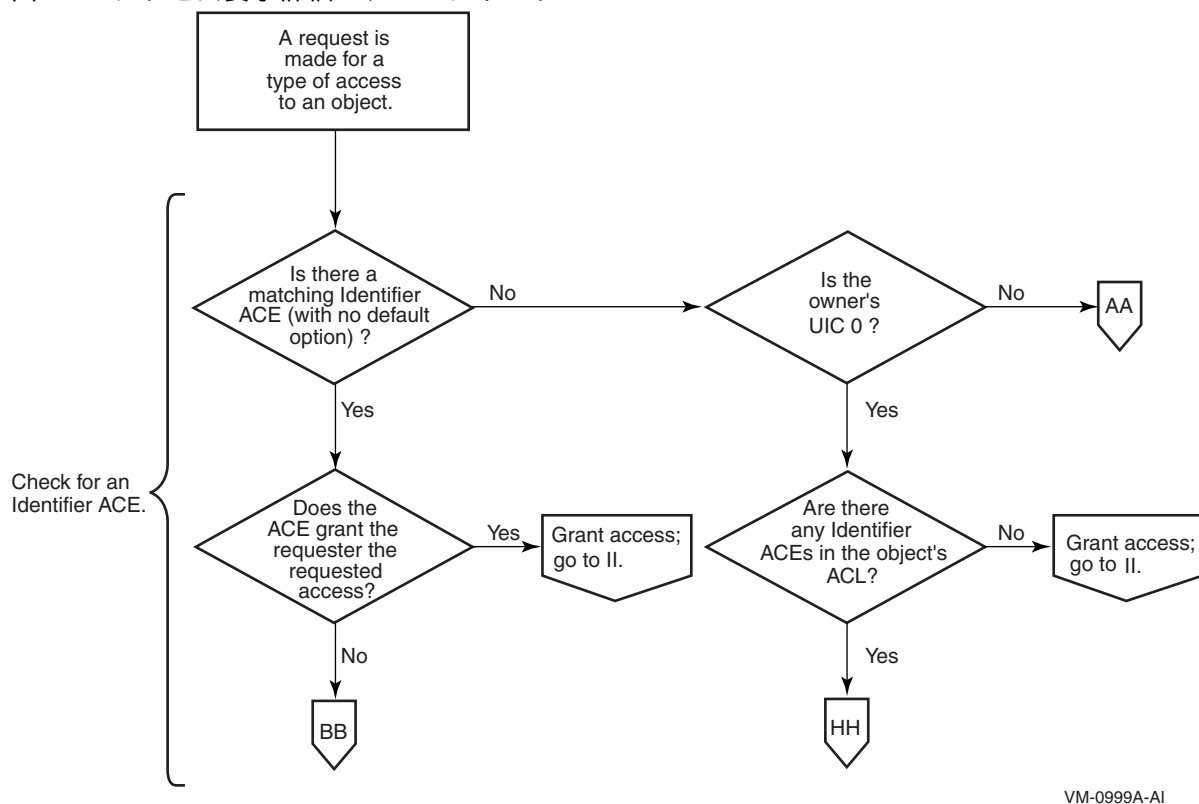 A request is
made for a
type of access
to an object.
Is there a
matching Identifier
ACE (with no default
option) ?
No
Is the
owner's
UIC 0 ?
No
AA
Yes
Yes
Check for an
Identifier ACE.
Does the
ACE grant the
requester the
requested
access?
Yes
Grant access;
go to II.
Are there
any Identifier
ACEs in the object's
ACL?
No
Grant access;
go to II.
No
Yes
BB
HH
VM-0999A-AI